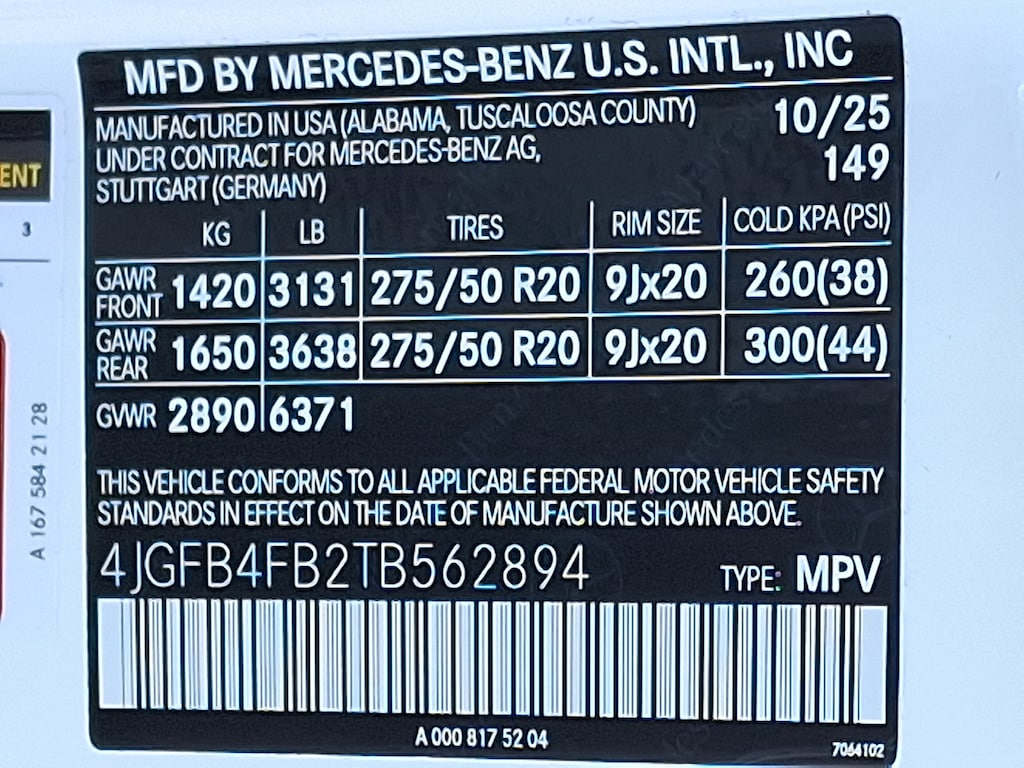 MFD BY MERCEDES-BENZ U.S. INTL., INC
MANUFACTURED IN USA (ALABAMA, TUSCALOOSA COUNTY) 10/25
UNDER CONTRACT FOR MERCEDES-BENZ AG, 149
STUTTGART (GERMANY)
KG LB TIRES RIM SIZE COLD KPA (PSI)
GAWR FRONT 1420 3131 275/50 R20 9Jx20 260(38)
GAWR REAR 1650 3638 275/50 R20 9Jx20 300(44)
GVWR 2890 6371
THIS VEHICLE CONFORMS TO ALL APPLICABLE FEDERAL MOTOR VEHICLE SAFETY
STANDARDS IN EFFECT ON THE DATE OF MANUFACTURE SHOWN ABOVE.
4JGFB4FB2TB562894 TYPE: MPV
A 000 817 52 04
7064102
ENT
3
A 167 584 21 28